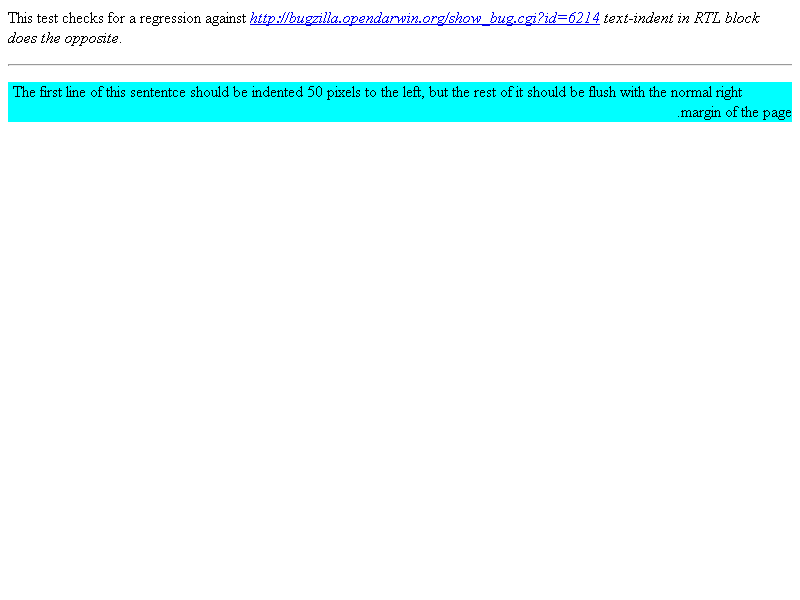 This test checks for a regression against http://bugzilla.opendarwin.org/show_bug.cgi?id=6214 text-indent in RTL block
does the opposite.
The first line of this sententce should be indented 50 pixels to the left, but the rest of it should be flush with the normal right
.margin of the page